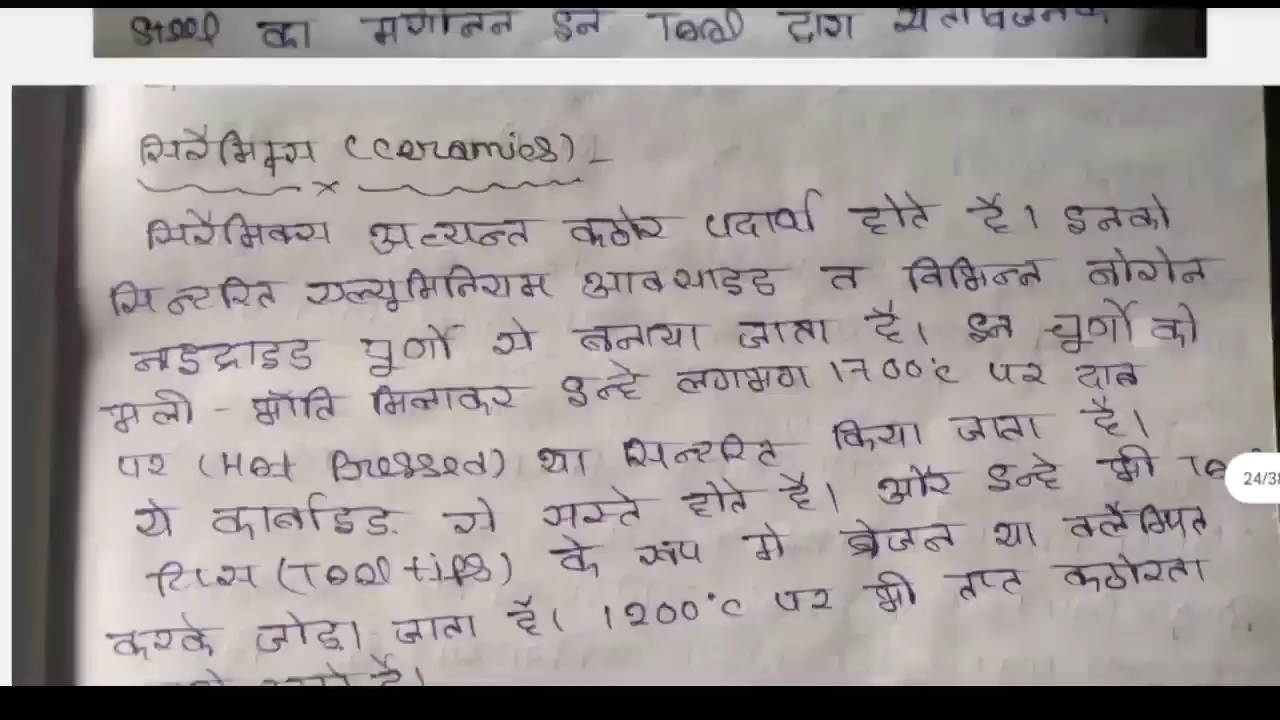 Steel का मशीनन इन Tool द्वारा
सिरैमिक्स (Ceramics) -
सिरैमिक्स अत्यन्त कठोर पदार्थ होते है। इनको
सिन्टरित एल्युमिनियम आक्साइड व विभिन्न बोरोन
नाइट्राइड चूर्णो से बनाया जाता है। इन चूर्णो को
भली - भाँति मिलाकर इन्हे लगभग 1700°c पर दाब
पर (Hot Pressed) या सिन्टरित किया जाता है।
ये कार्बाइड से सस्ते होते है। और इन्हे भी
टिप्स (Tool tips) के रूप मे ब्रेजन या क्लैम्पित
करके जोड़ा जाता है। 1200°c पर भी तप्त कठोरता
है।
24/38